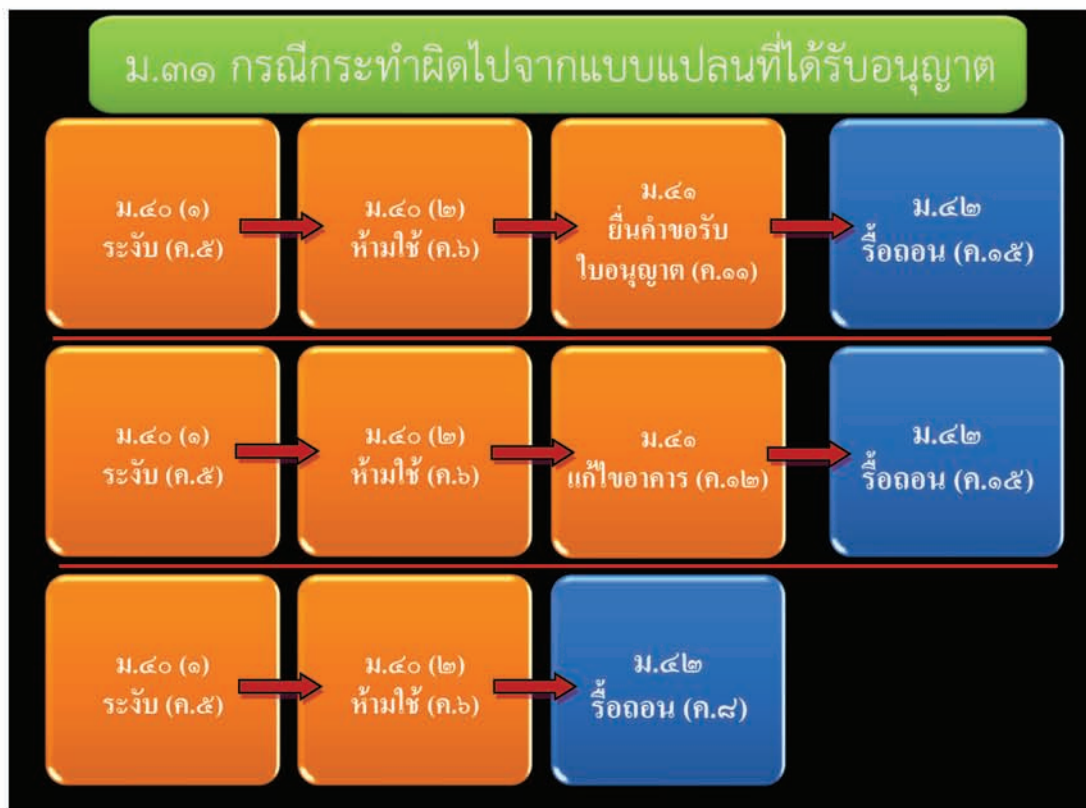 ม.๓๑ กรณีกระทำผิดไปจากแบบแปลนที่ได้รับอนุญาต
ม.๔๐ (๑)
ระงับ (ค.๕)
ม.๔๐ (๒)
ห้ามใช้ (ค.๖)
ม.๔๑
ยื่นคำขอรับ
ใบอนุญาต (ค.๑๑)
ม.๔๒
รื้อถอน (ค.๑๕)
ม.๔๐ (๑)
ระงับ (ค.๕)
ม.๔๐ (๒)
ห้ามใช้ (ค.๖)
ม.๔๑
แก้ไขอาคาร (ค.๑๒)
ม.๔๒
รื้อถอน (ค.๑๕)
ม.๔๐ (๑)
ระงับ (ค.๕)
ม.๔๐ (๒)
ห้ามใช้ (ค.๖)
ม.๔๒
รื้อถอน (ค.๘)